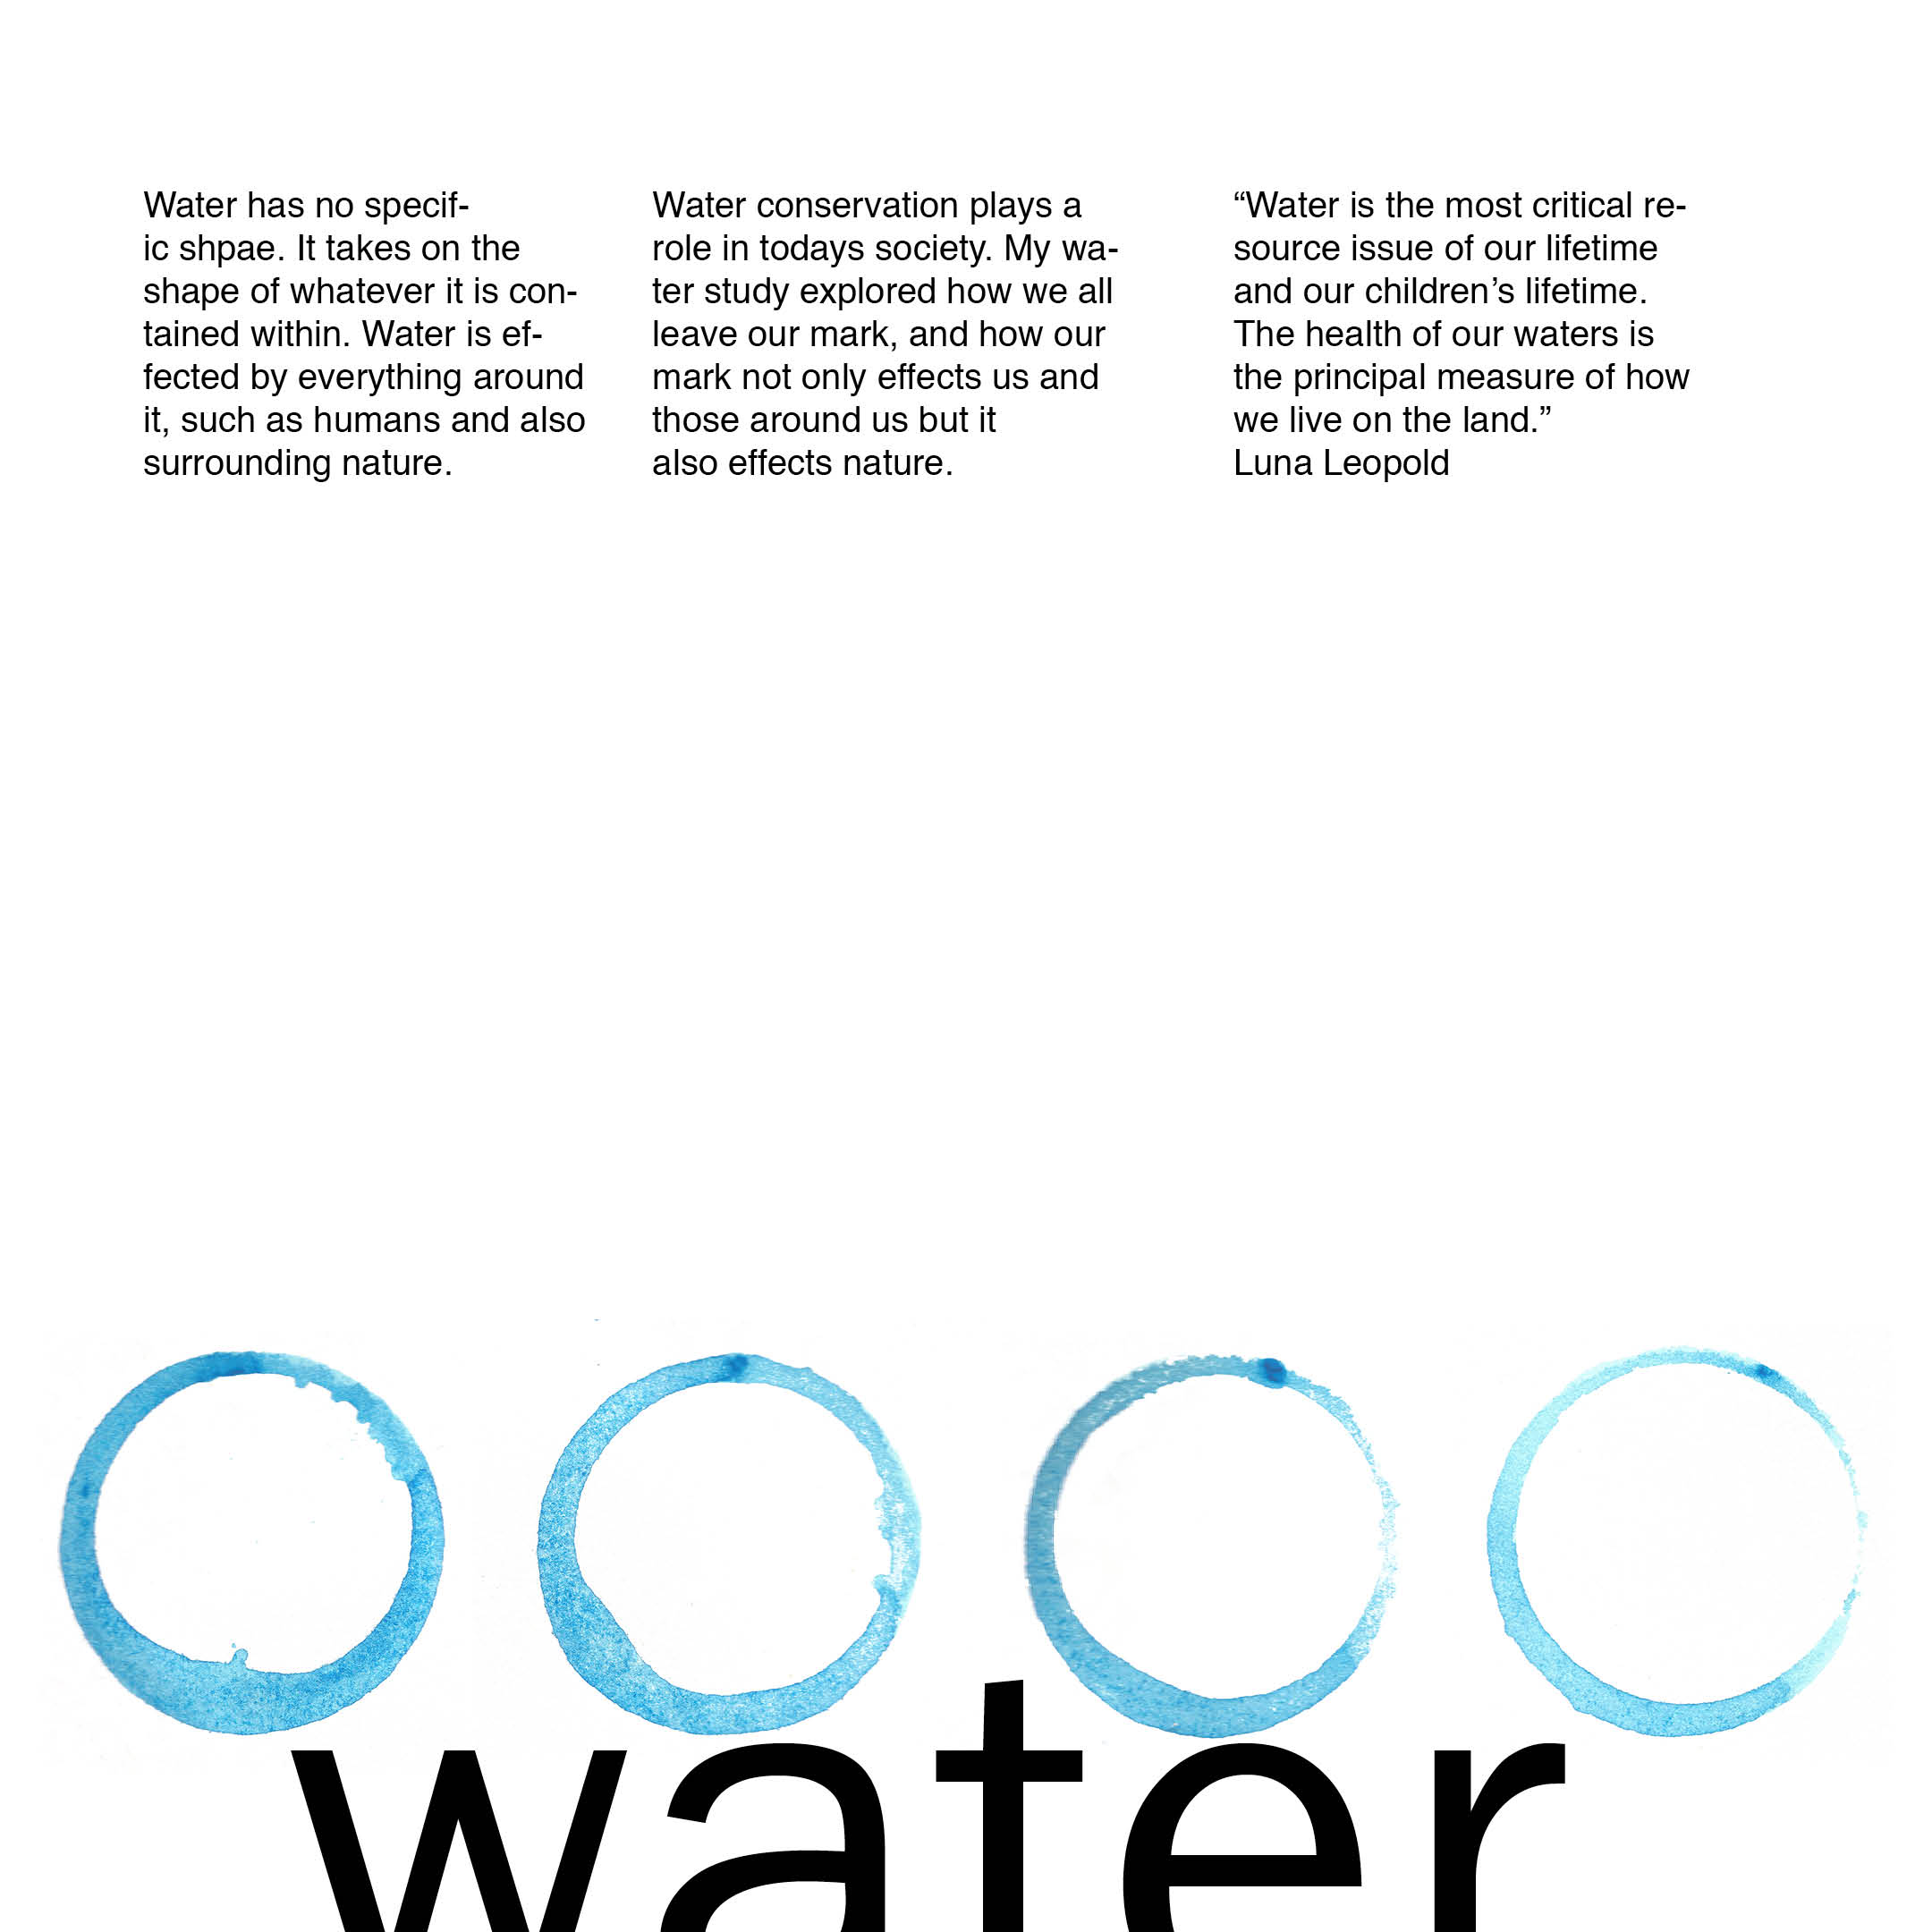 Water has no specif-
ic shpae. It takes on the
shape of whatever it is con-
tained within. Water is ef-
fected by everything around
it, such as humans and also
surrounding nature.
Water conservation plays a
role in todays society. My wa-
ter study explored how we all
leave our mark, and how our
mark not only effects us and
those around us but it
also effects nature.
“Water is the most critical re-
source issue of our lifetime
and our children’s lifetime.
The health of our waters is
the principal measure of how
we live on the land.”
Luna Leopold
water